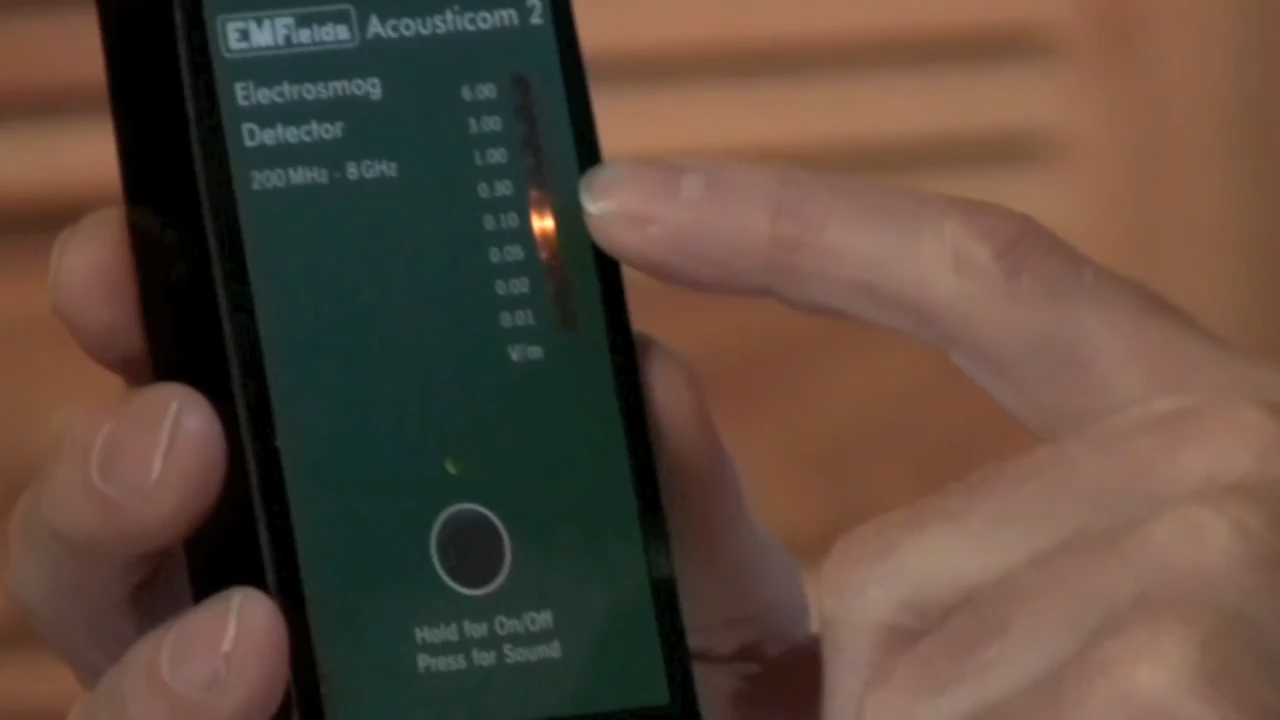 EMFields Acousticom 2
Electrosmog
Detector
200 MHz - 8 GHz
6.00
3.00
1.00
0.30
0.10
0.05
0.02
0.01
V/m
Hold for On/Off
Press for Sound